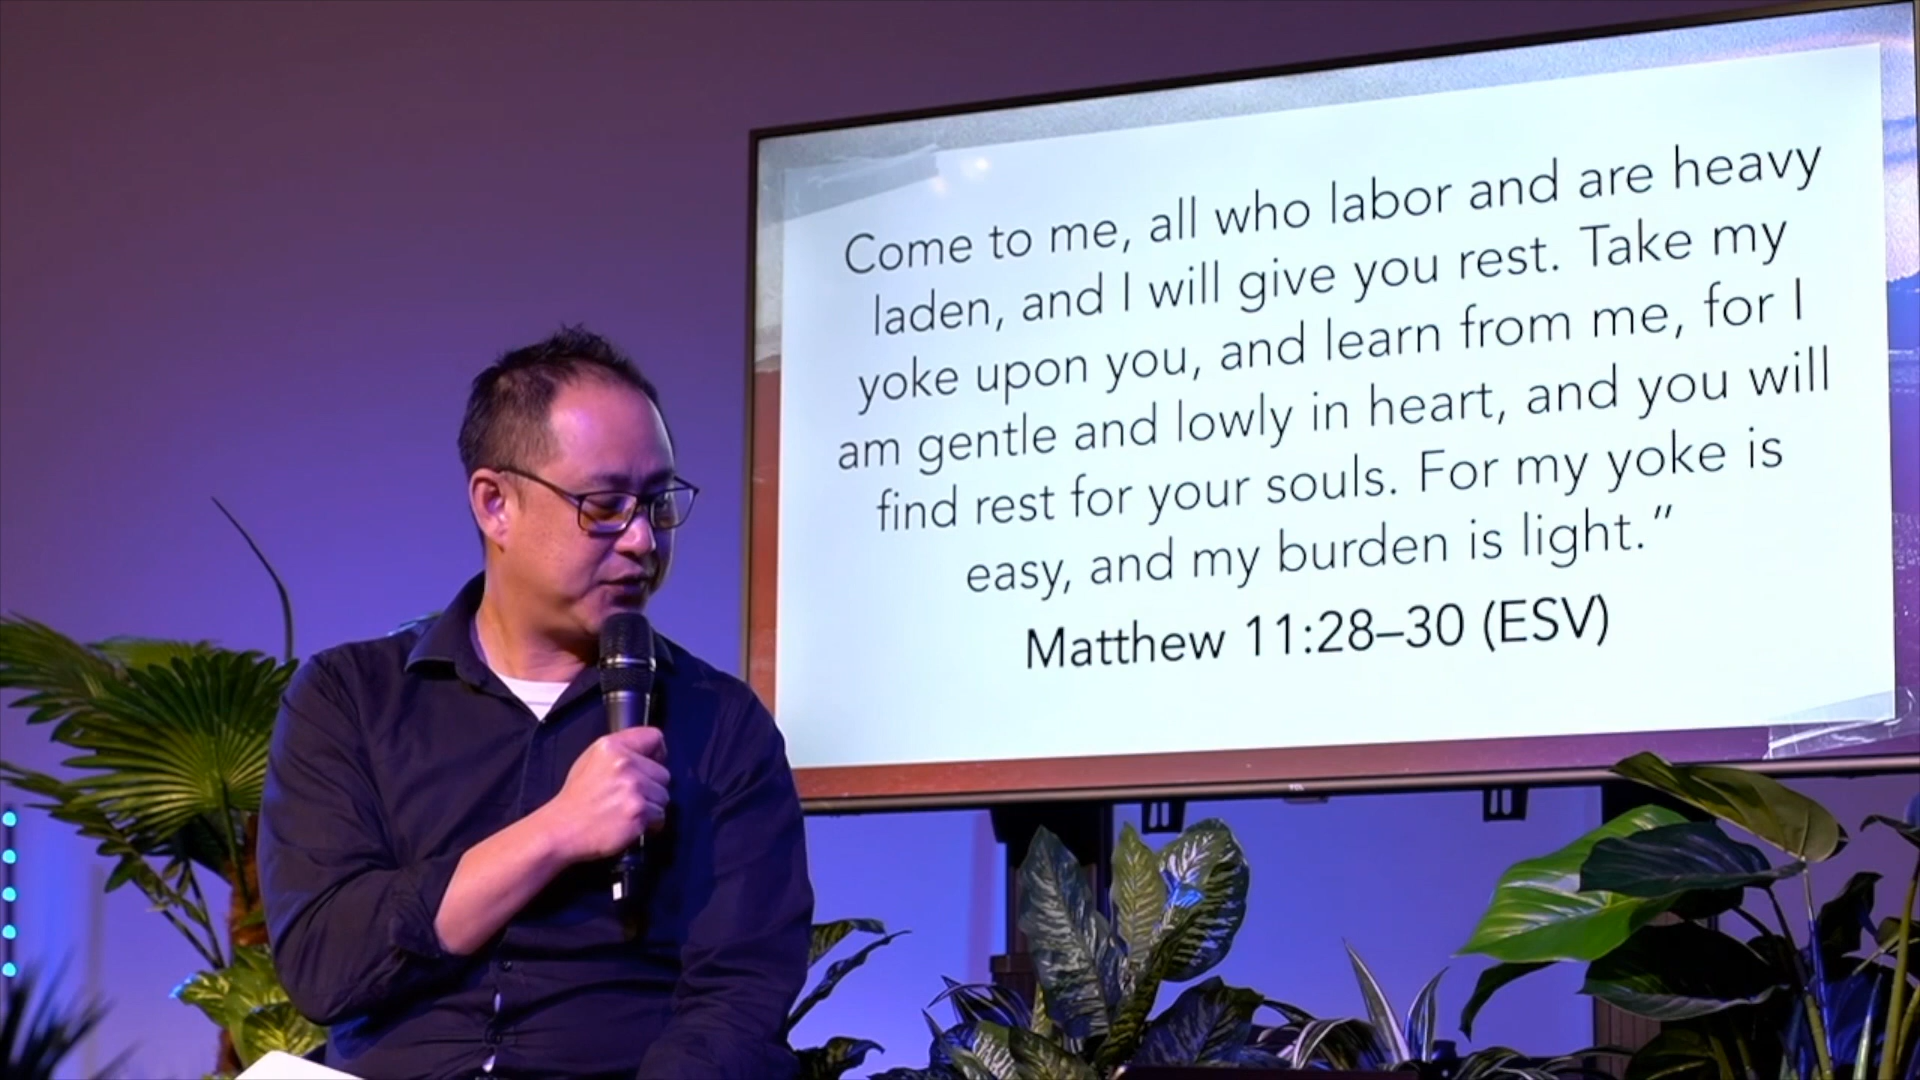 Come to me, all who labor and are heavy
laden, and I will give you rest. Take my
yoke upon you, and learn from me, for I
am gentle and lowly in heart, and you will
find rest for your souls. For my yoke is
easy, and my burden is light.”
Matthew 11:28–30 (ESV)